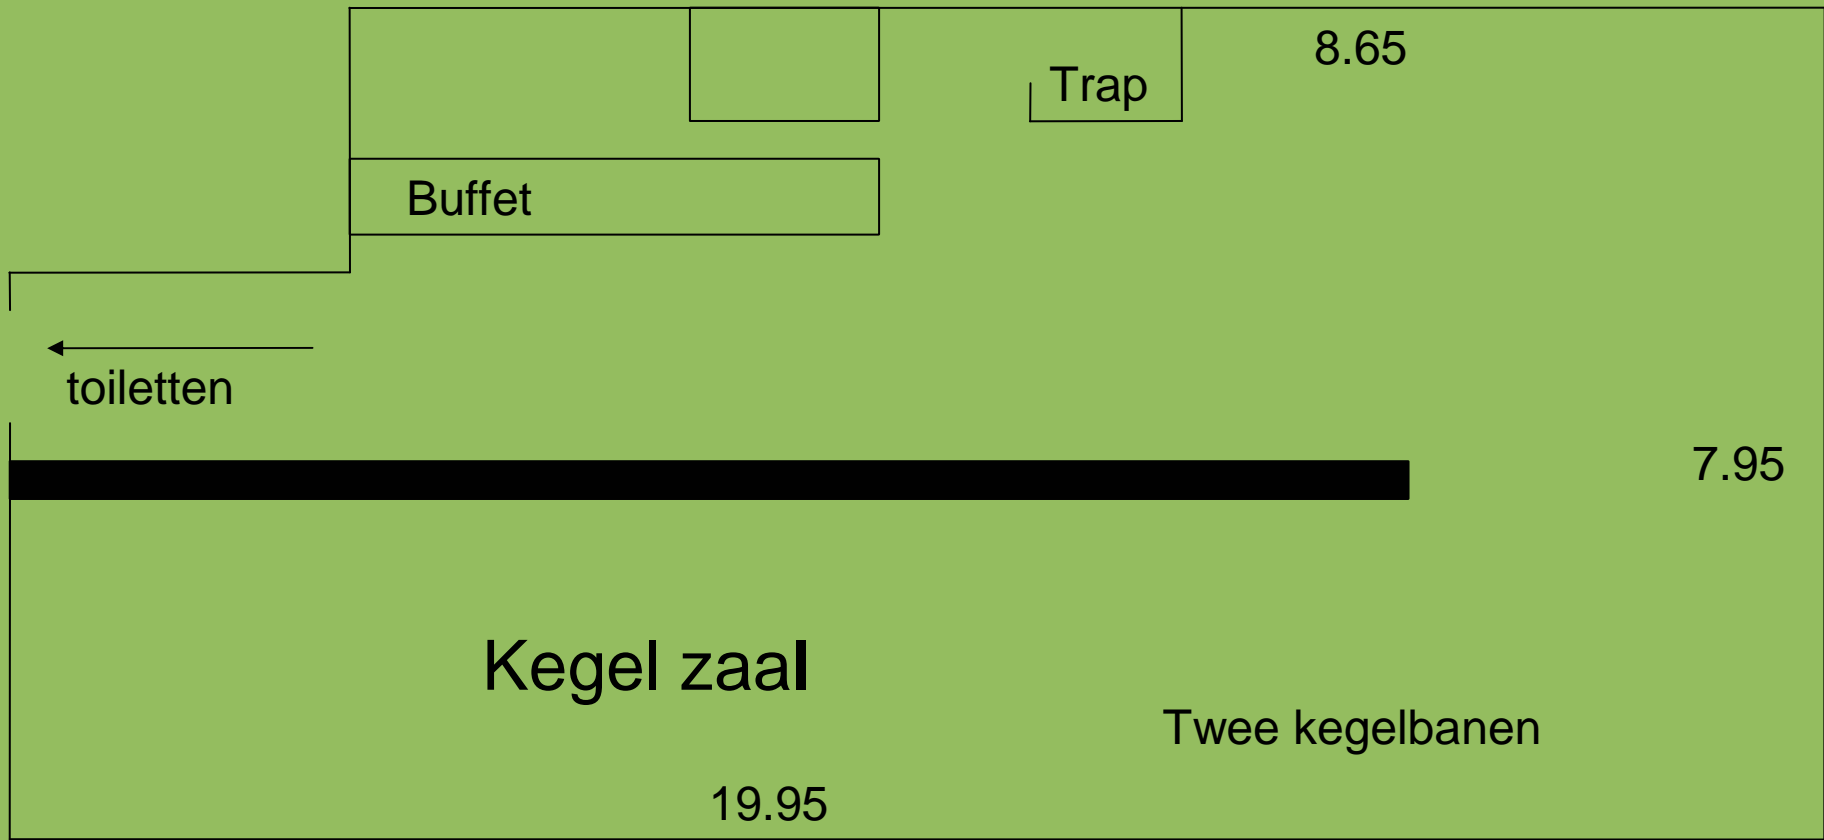 8.65
Trap
Buffet
toiletten
7.95
Kegel zaal
Twee kegelbanen
19.95